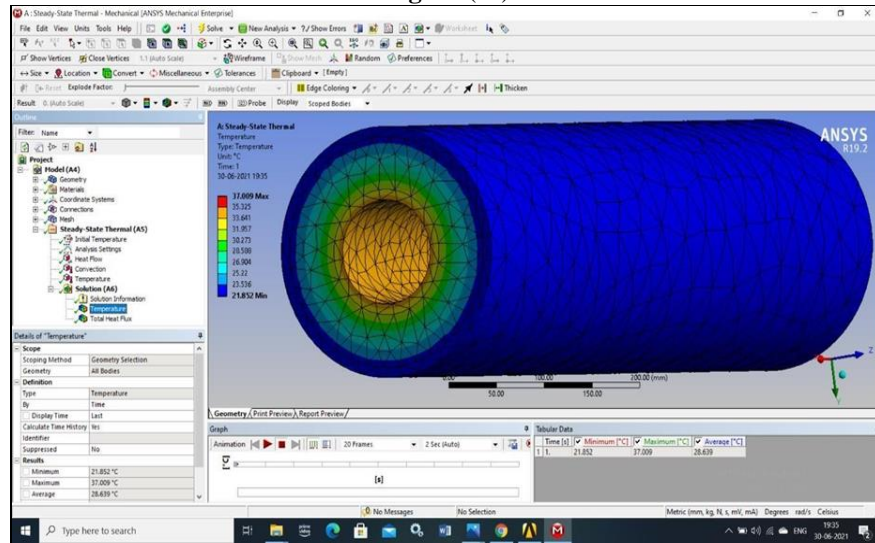 A : Steady-State Thermal - Mechanical [ANSYS Mechanical Enterprise]
File Edit View Units Tools Help Solve New Analysis ?/ Show Errors Worksheet
Show Vertices Close Vertices 1.1 (Auto Scale) Wireframe Show Mesh Random Preferences
Size Location Convert Miscellaneous Tolerances Clipboard [Empty]
Reset Explode Factor: Assembly Center Edge Coloring Thicken
Result 0. (Auto Scale) Probe Display Scoped Bodies
Outline
Filter: Name
Project
Model (A4)
Geometry
Materials
Coordinate Systems
Connections
Mesh
Steady-State Thermal (A5)
Initial Temperature
Analysis Settings
Heat Flow
Convection
Temperature
Solution (A6)
Solution Information
Temperature
Total Heat Flux
A: Steady-State Thermal
Temperature
Type: Temperature
Unit: °C
Time: 1
30-06-2021 19:35
37.009 Max
35.325
33.641
31.957
30.273
28.588
26.904
25.22
23.536
21.852 Min
ANSYS
R19.2
Z
Y
0.00 100.00 200.00 (mm)
50.00 150.00
Details of "Temperature"
Scope
Scoping Method Geometry Selection
Geometry All Bodies
Definition
Type Temperature
By Time
Display Time Last
Calculate Time History Yes
Identifier
Suppressed No
Results
Minimum 21.852 °C
Maximum 37.009 °C
Average 28.639 °C
Geometry Print Preview Report Preview
Graph
Animation 20 Frames 2 Sec (Auto)
[s]
Tabular Data
Time [s] Minimum [°C] Maximum [°C] Average [°C]
1 1. 21.852 37.009 28.639
No Messages No Selection Metric (mm, kg, N, s, mV, mA) Degrees rad/s Celsius
Type here to search
ENG
19:35
30-06-2021